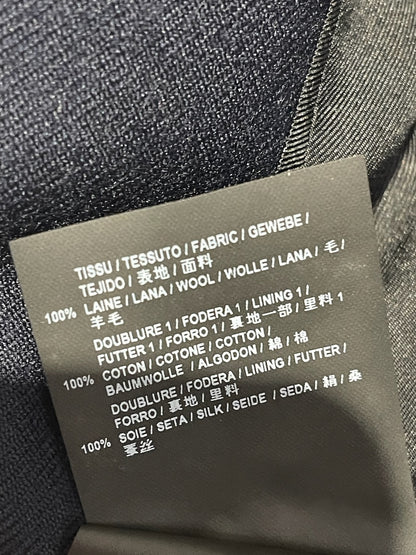 TISSU / TESSUTO / FABRIC / GEWEBE /
TEJIDO / 表地 / 面料
100% LAINE / LANA / WOOL / WOLLE / LANA / 毛 /
羊毛
DOUBLURE 1 / FODERA 1 / LINING 1 /
FUTTER 1 / FORRO 1 / 裏地一部 / 里料 1
100% COTON / COTONE / COTTON /
BAUMWOLLE / ALGODON / 綿 / 棉
DOUBLURE / FODERA / LINING / FUTTER /
FORRO / 裏地 / 里料
100% SOIE / SETA / SILK / SEIDE / SEDA / 絹 / 桑
蚕丝